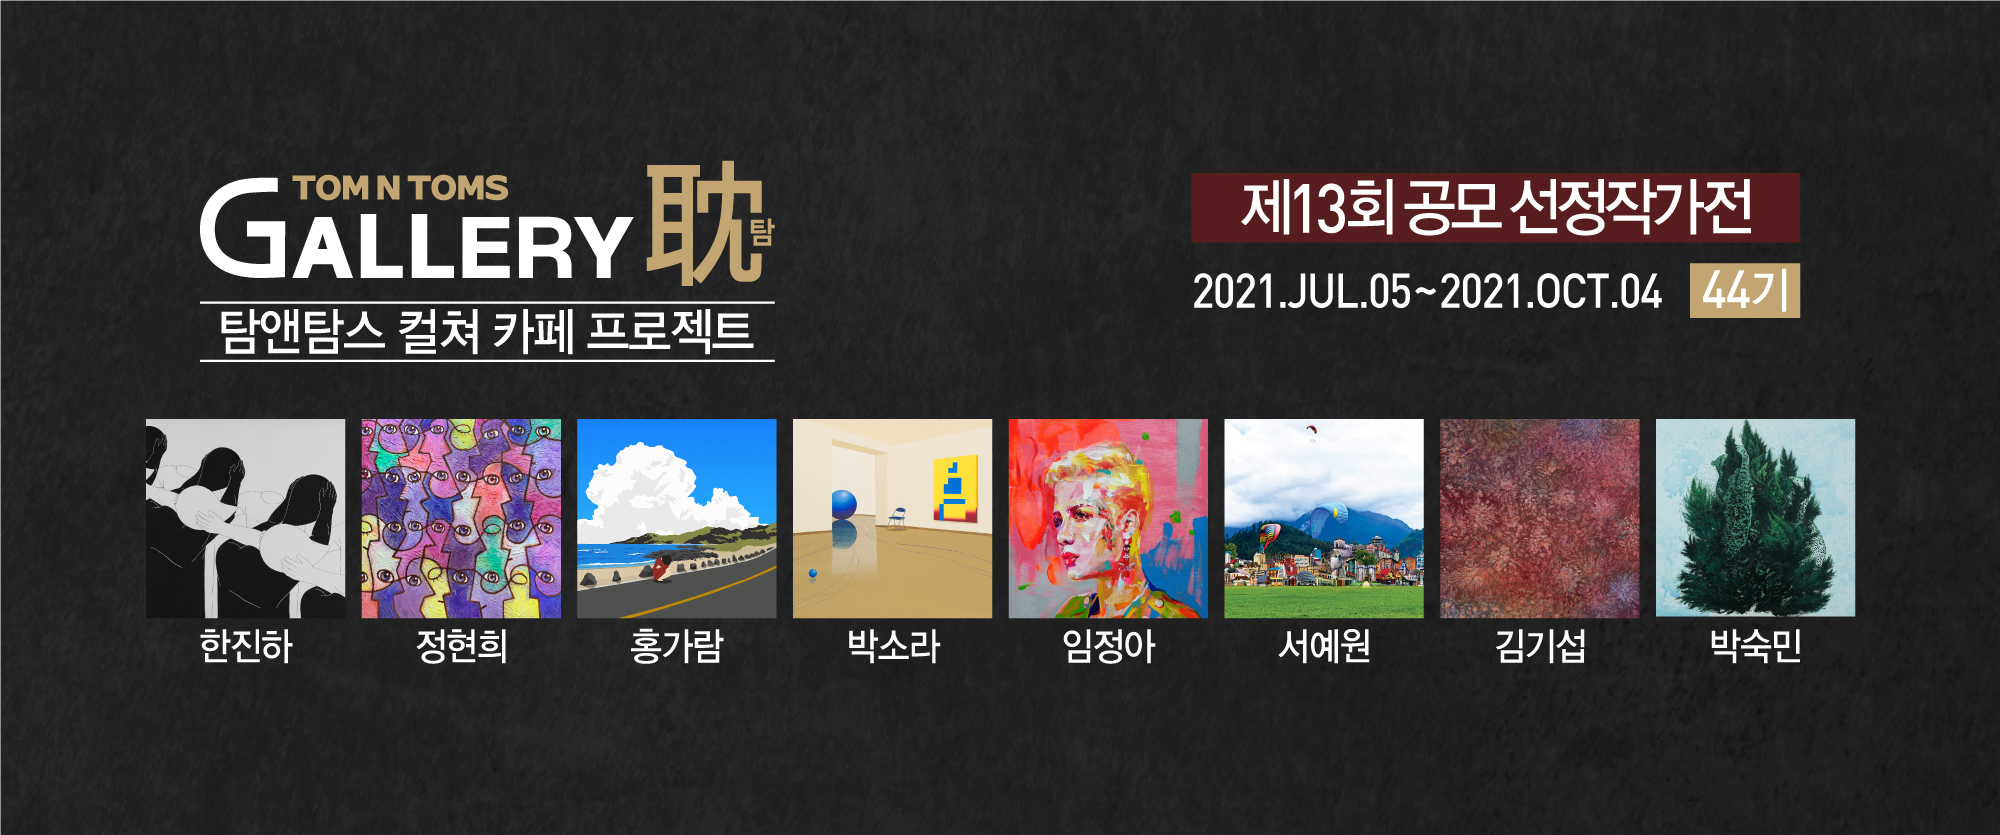 TOM N TOMS
GALLERY 耽 탐
탐앤탐스 컬쳐 카페 프로젝트
제13회 공모 선정작가전
2021.JUL.05~2021.OCT.04 44기
한진하 정현희 홍가람 박소라 임정아 서예원 김기섭 박숙민